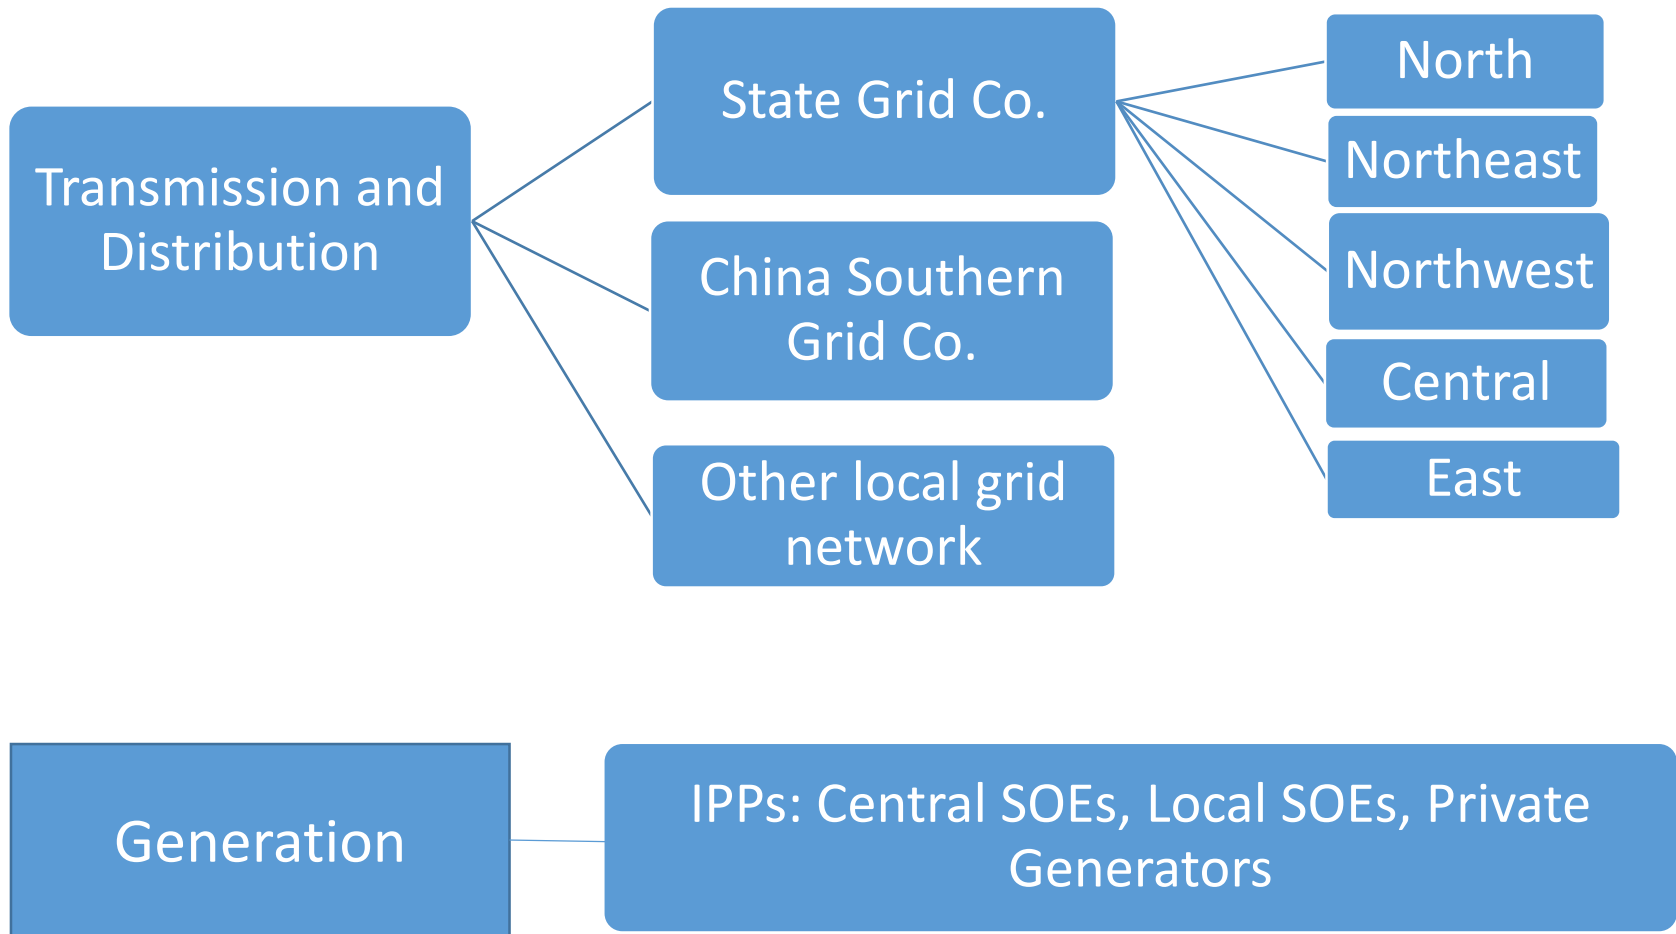 Transmission and
Distribution
State Grid Co.
China Southern
Grid Co.
Other local grid
network
North
Northeast
Northwest
Central
East
Generation
IPPs: Central SOEs, Local SOEs, Private
Generators